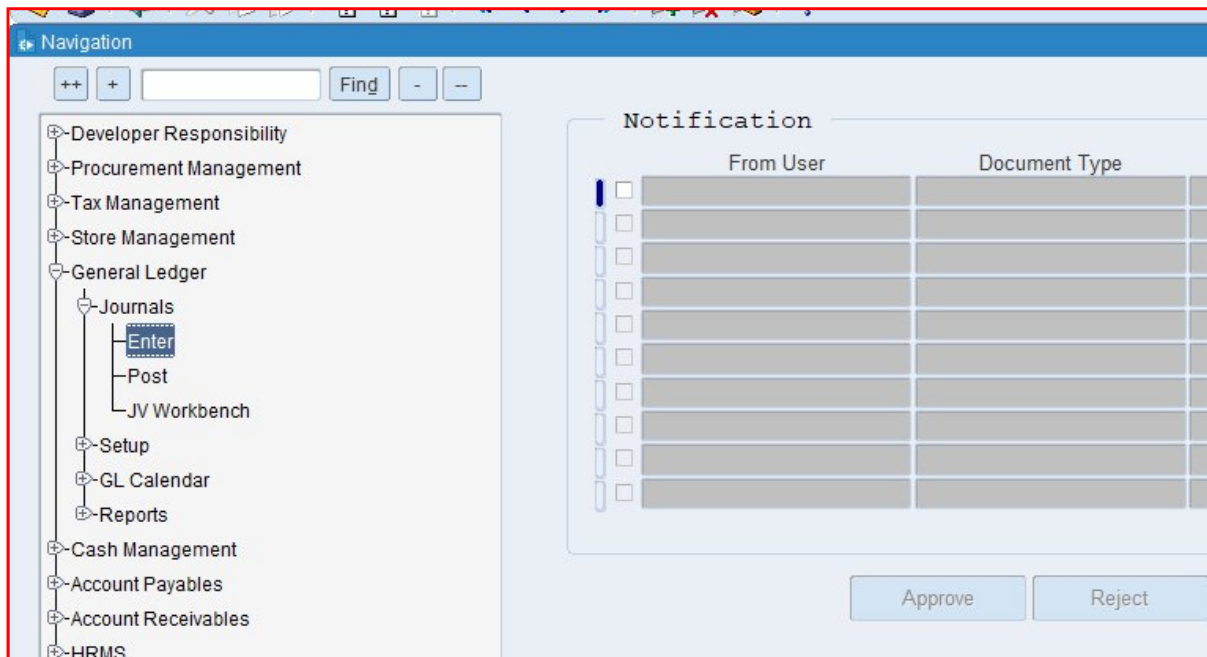 Navigation
++ + Find - --
Developer Responsibility
Procurement Management
Tax Management
Store Management
General Ledger
Journals
Enter
Post
JV Workbench
Setup
GL Calendar
Reports
Cash Management
Account Payables
Account Receivables
HRMS
Notification
From User Document Type
Approve Reject